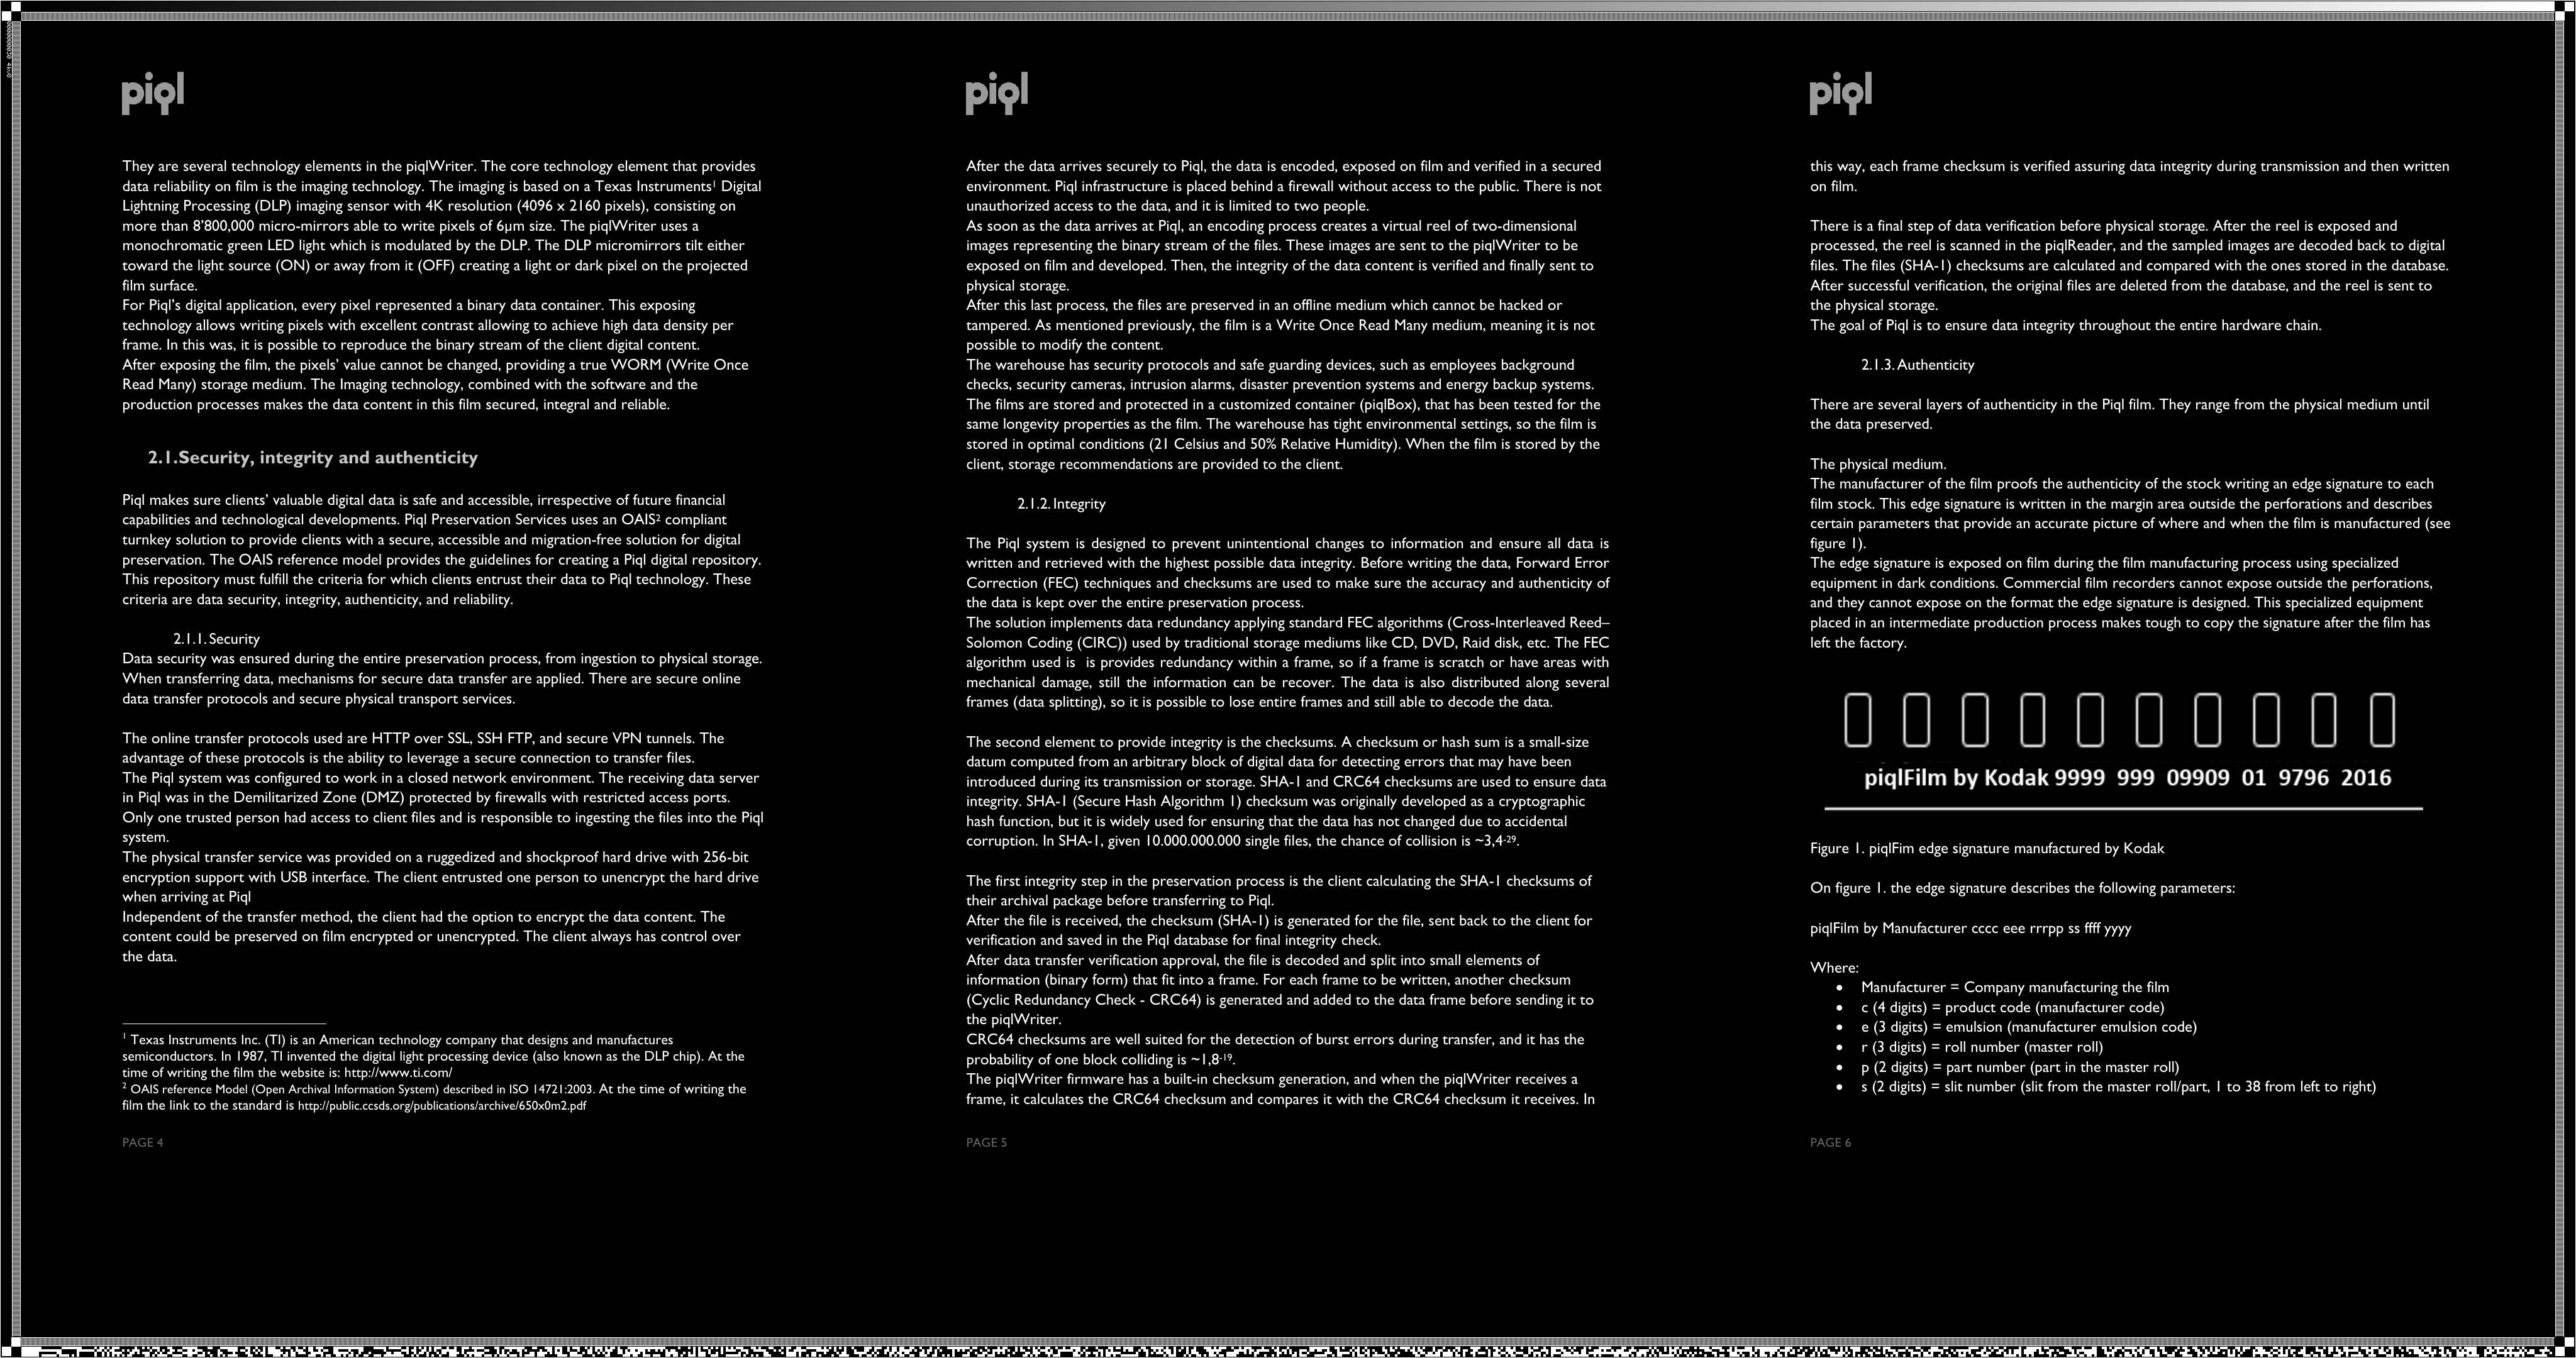 piql
They are several technology elements in the piqlWriter. The core technology element that provides
data reliability on film is the imaging technology. The imaging is based on a Texas Instruments¹ Digital
Lightning Processing (DLP) imaging sensor with 4K resolution (4096 x 2160 pixels), consisting on
more than 8'800,000 micro-mirrors able to write pixels of 6µm size. The piqlWriter uses a
monochromatic green LED light which is modulated by the DLP. The DLP micromirrors tilt either
toward the light source (ON) or away from it (OFF) creating a light or dark pixel on the projected
film surface.
For Piql's digital application, every pixel represented a binary data container. This exposing
technology allows writing pixels with excellent contrast allowing to achieve high data density per
frame. In this was, it is possible to reproduce the binary stream of the client digital content.
After exposing the film, the pixels' value cannot be changed, providing a true WORM (Write Once
Read Many) storage medium. The Imaging technology, combined with the software and the
production processes makes the data content in this film secured, integral and reliable.
2.1.Security, integrity and authenticity
Piql makes sure clients' valuable digital data is safe and accessible, irrespective of future financial
capabilities and technological developments. Piql Preservation Services uses an OAIS² compliant
turnkey solution to provide clients with a secure, accessible and migration-free solution for digital
preservation. The OAIS reference model provides the guidelines for creating a Piql digital repository.
This repository must fulfill the criteria for which clients entrust their data to Piql technology. These
criteria are data security, integrity, authenticity, and reliability.
2.1.1. Security
Data security was ensured during the entire preservation process, from ingestion to physical storage.
When transferring data, mechanisms for secure data transfer are applied. There are secure online
data transfer protocols and secure physical transport services.
The online transfer protocols used are HTTP over SSL, SSH FTP, and secure VPN tunnels. The
advantage of these protocols is the ability to leverage a secure connection to transfer files.
The Piql system was configured to work in a closed network environment. The receiving data server
in Piql was in the Demilitarized Zone (DMZ) protected by firewalls with restricted access ports.
Only one trusted person had access to client files and is responsible to ingesting the files into the Piql
system.
The physical transfer service was provided on a ruggedized and shockproof hard drive with 256-bit
encryption support with USB interface. The client entrusted one person to unencrypt the hard drive
when arriving at Piql
Independent of the transfer method, the client had the option to encrypt the data content. The
content could be preserved on film encrypted or unencrypted. The client always has control over
the data.
¹ Texas Instruments Inc. (TI) is an American technology company that designs and manufactures
semiconductors. In 1987, TI invented the digital light processing device (also known as the DLP chip). At the
time of writing the film the website is: http://www.ti.com/
² OAIS reference Model (Open Archival Information System) described in ISO 14721:2003. At the time of writing the
film the link to the standard is http://public.ccsds.org/publications/archive/650x0m2.pdf
PAGE 4
piql
After the data arrives securely to Piql, the data is encoded, exposed on film and verified in a secured
environment. Piql infrastructure is placed behind a firewall without access to the public. There is not
unauthorized access to the data, and it is limited to two people.
As soon as the data arrives at Piql, an encoding process creates a virtual reel of two-dimensional
images representing the binary stream of the files. These images are sent to the piqlWriter to be
exposed on film and developed. Then, the integrity of the data content is verified and finally sent to
physical storage.
After this last process, the files are preserved in an offline medium which cannot be hacked or
tampered. As mentioned previously, the film is a Write Once Read Many medium, meaning it is not
possible to modify the content.
The warehouse has security protocols and safe guarding devices, such as employees background
checks, security cameras, intrusion alarms, disaster prevention systems and energy backup systems.
The films are stored and protected in a customized container (piqlBox), that has been tested for the
same longevity properties as the film. The warehouse has tight environmental settings, so the film is
stored in optimal conditions (21 Celsius and 50% Relative Humidity). When the film is stored by the
client, storage recommendations are provided to the client.
2.1.2. Integrity
The Piql system is designed to prevent unintentional changes to information and ensure all data is
written and retrieved with the highest possible data integrity. Before writing the data, Forward Error
Correction (FEC) techniques and checksums are used to make sure the accuracy and authenticity of
the data is kept over the entire preservation process.
The solution implements data redundancy applying standard FEC algorithms (Cross-Interleaved Reed–
Solomon Coding (CIRC)) used by traditional storage mediums like CD, DVD, Raid disk, etc. The FEC
algorithm used is is provides redundancy within a frame, so if a frame is scratch or have areas with
mechanical damage, still the information can be recover. The data is also distributed along several
frames (data splitting), so it is possible to lose entire frames and still able to decode the data.
The second element to provide integrity is the checksums. A checksum or hash sum is a small-size
datum computed from an arbitrary block of digital data for detecting errors that may have been
introduced during its transmission or storage. SHA-1 and CRC64 checksums are used to ensure data
integrity. SHA-1 (Secure Hash Algorithm 1) checksum was originally developed as a cryptographic
hash function, but it is widely used for ensuring that the data has not changed due to accidental
corruption. In SHA-1, given 10.000.000.000 single files, the chance of collision is ~3,4⁻²⁹.
The first integrity step in the preservation process is the client calculating the SHA-1 checksums of
their archival package before transferring to Piql.
After the file is received, the checksum (SHA-1) is generated for the file, sent back to the client for
verification and saved in the Piql database for final integrity check.
After data transfer verification approval, the file is decoded and split into small elements of
information (binary form) that fit into a frame. For each frame to be written, another checksum
(Cyclic Redundancy Check - CRC64) is generated and added to the data frame before sending it to
the piqlWriter.
CRC64 checksums are well suited for the detection of burst errors during transfer, and it has the
probability of one block colliding is ~1,8⁻¹⁹.
The piqlWriter firmware has a built-in checksum generation, and when the piqlWriter receives a
frame, it calculates the CRC64 checksum and compares it with the CRC64 checksum it receives. In
PAGE 5
piql
this way, each frame checksum is verified assuring data integrity during transmission and then written
on film.
There is a final step of data verification before physical storage. After the reel is exposed and
processed, the reel is scanned in the piqlReader, and the sampled images are decoded back to digital
files. The files (SHA-1) checksums are calculated and compared with the ones stored in the database.
After successful verification, the original files are deleted from the database, and the reel is sent to
the physical storage.
The goal of Piql is to ensure data integrity throughout the entire hardware chain.
2.1.3. Authenticity
There are several layers of authenticity in the Piql film. They range from the physical medium until
the data preserved.
The physical medium.
The manufacturer of the film proofs the authenticity of the stock writing an edge signature to each
film stock. This edge signature is written in the margin area outside the perforations and describes
certain parameters that provide an accurate picture of where and when the film is manufactured (see
figure 1).
The edge signature is exposed on film during the film manufacturing process using specialized
equipment in dark conditions. Commercial film recorders cannot expose outside the perforations,
and they cannot expose on the format the edge signature is designed. This specialized equipment
placed in an intermediate production process makes tough to copy the signature after the film has
left the factory.
piqlFilm by Kodak 9999 999 09909 01 9796 2016
Figure 1. piqlFim edge signature manufactured by Kodak
On figure 1. the edge signature describes the following parameters:
piqlFilm by Manufacturer cccc eee rrrpp ss ffff yyyy
Where:
• Manufacturer = Company manufacturing the film
• c (4 digits) = product code (manufacturer code)
• e (3 digits) = emulsion (manufacturer emulsion code)
• r (3 digits) = roll number (master roll)
• p (2 digits) = part number (part in the master roll)
• s (2 digits) = slit number (slit from the master roll/part, 1 to 38 from left to right)
PAGE 6